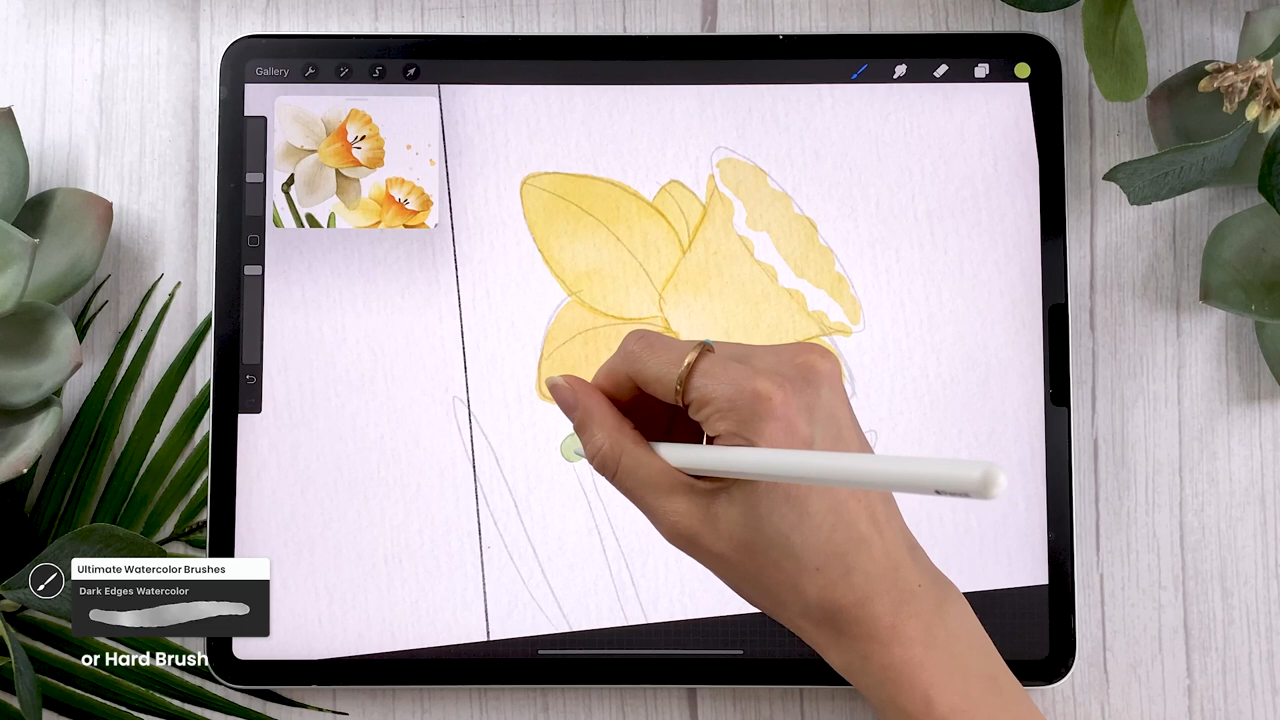 Gallery
Ultimate Watercolor Brushes
Dark Edges Watercolor
or Hard Brush